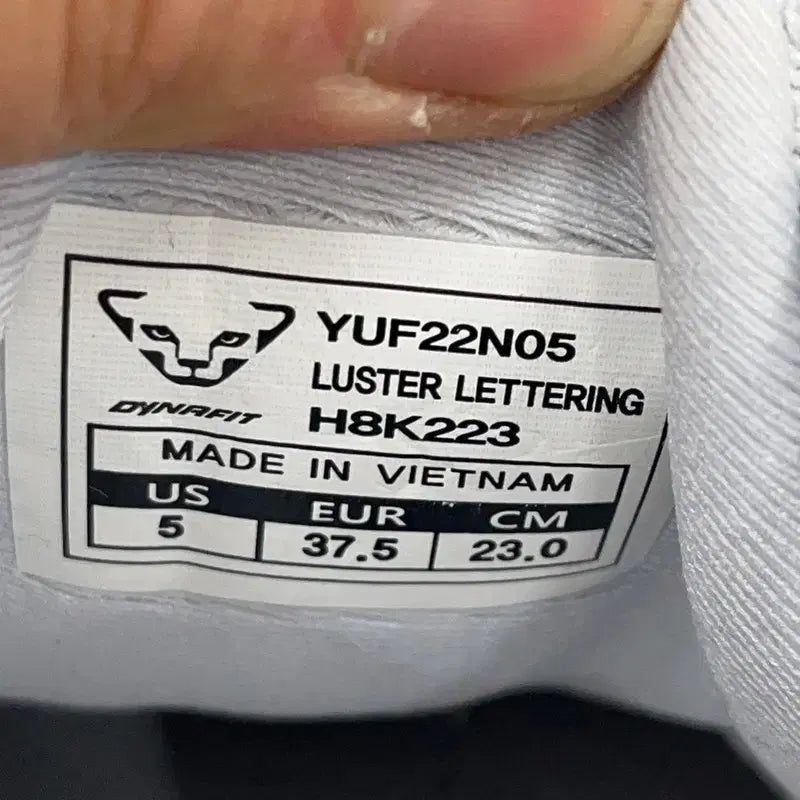 DYNAFIT
YUF22N05
LUSTER LETTERING
H8K223
MADE IN VIETNAM
US EUR CM
5 37.5 23.0